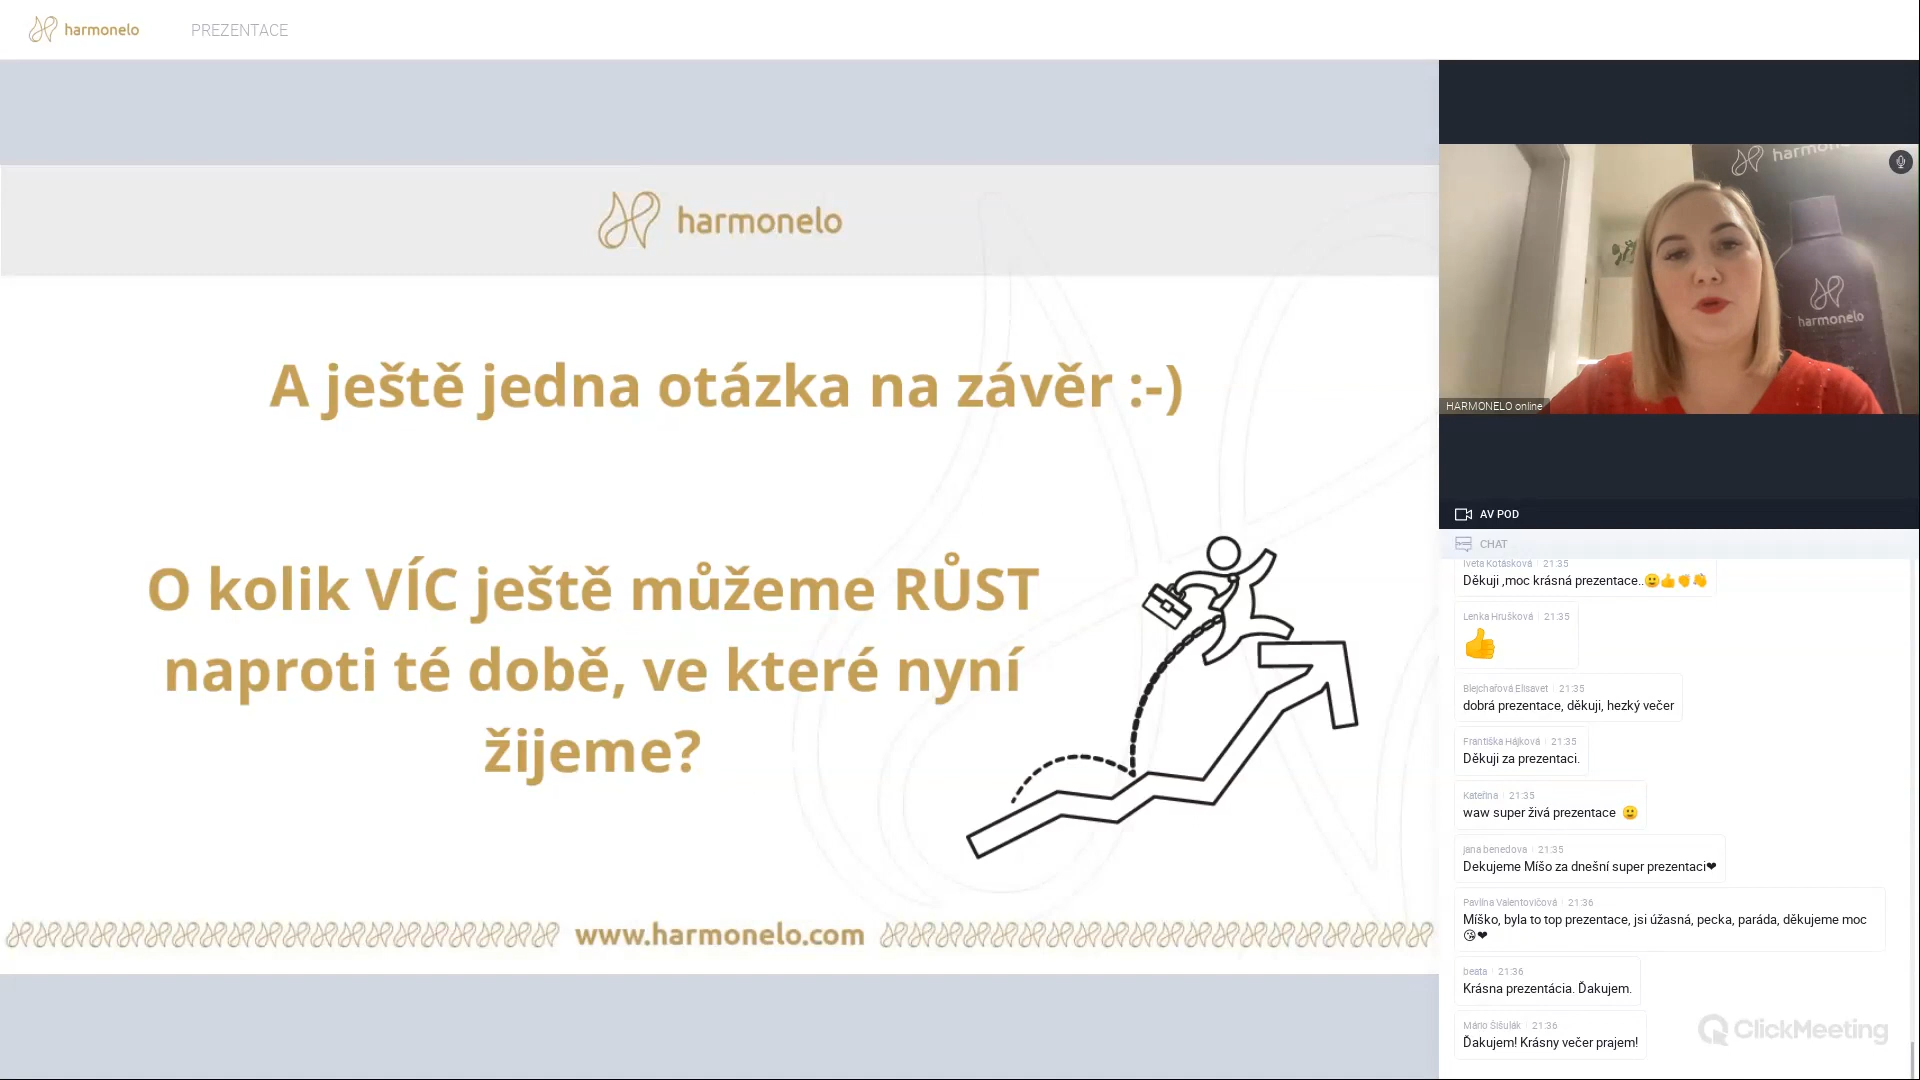 harmonelo
PREZENTACE
harmonelo
A ještě jedna otázka na závěr :-)
O kolik VÍC ještě můžeme RŮST
naproti té době, ve které nyní
žijeme?
www.harmonelo.com
harmonelo
harmonelo
HARMONELO online
AV POD
CHAT
Iveta Kotásková 21:35
Děkuji ,moc krásná prezentace..🙂👍👏👋
Lenka Hrušková 21:35
👍
Blejchařová Elisavet 21:35
dobrá prezentace, děkuji, hezký večer
Františka Hájková 21:35
Děkuji za prezentaci.
Kateřina 21:35
waw super živá prezentace 🙂
jana benedova 21:35
Dekujeme Míšo za dnešní super prezentaci❤
Pavlína Valentovičová 21:36
Míško, byla to top prezentace, jsi úžasná, pecka, paráda, děkujeme moc
😘❤
beata 21:36
Krásna prezentácia. Ďakujem.
Mário Šišulák 21:36
Ďakujem! Krásny večer prajem!
ClickMeeting